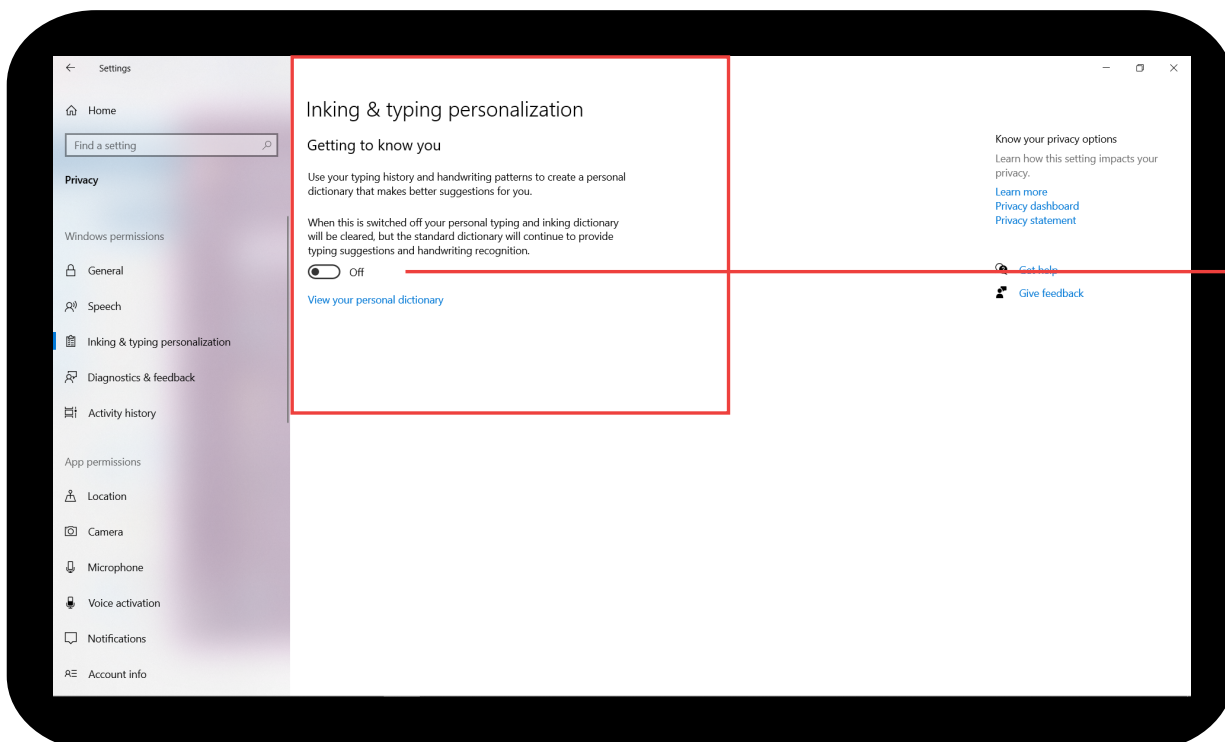 Settings
Home
Find a setting
Privacy
Windows permissions
General
Speech
Inking & typing personalization
Diagnostics & feedback
Activity history
App permissions
Location
Camera
Microphone
Voice activation
Notifications
Account info
Inking & typing personalization
Getting to know you
Use your typing history and handwriting patterns to create a personal
dictionary that makes better suggestions for you.
When this is switched off your personal typing and inking dictionary
will be cleared, but the standard dictionary will continue to provide
typing suggestions and handwriting recognition.
Off
View your personal dictionary
Know your privacy options
Learn how this setting impacts your
privacy.
Learn more
Privacy dashboard
Privacy statement
Get help
Give feedback